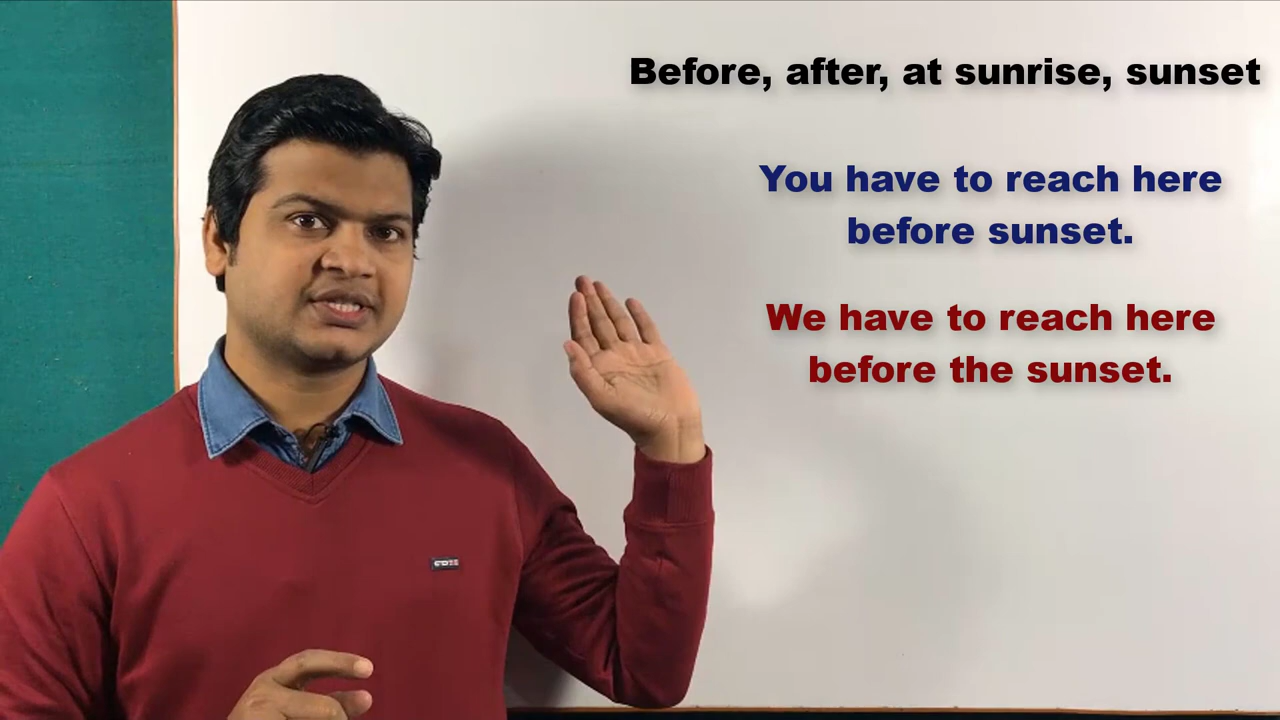 Before, after, at sunrise, sunset
You have to reach here
before sunset.
We have to reach here
before the sunset.